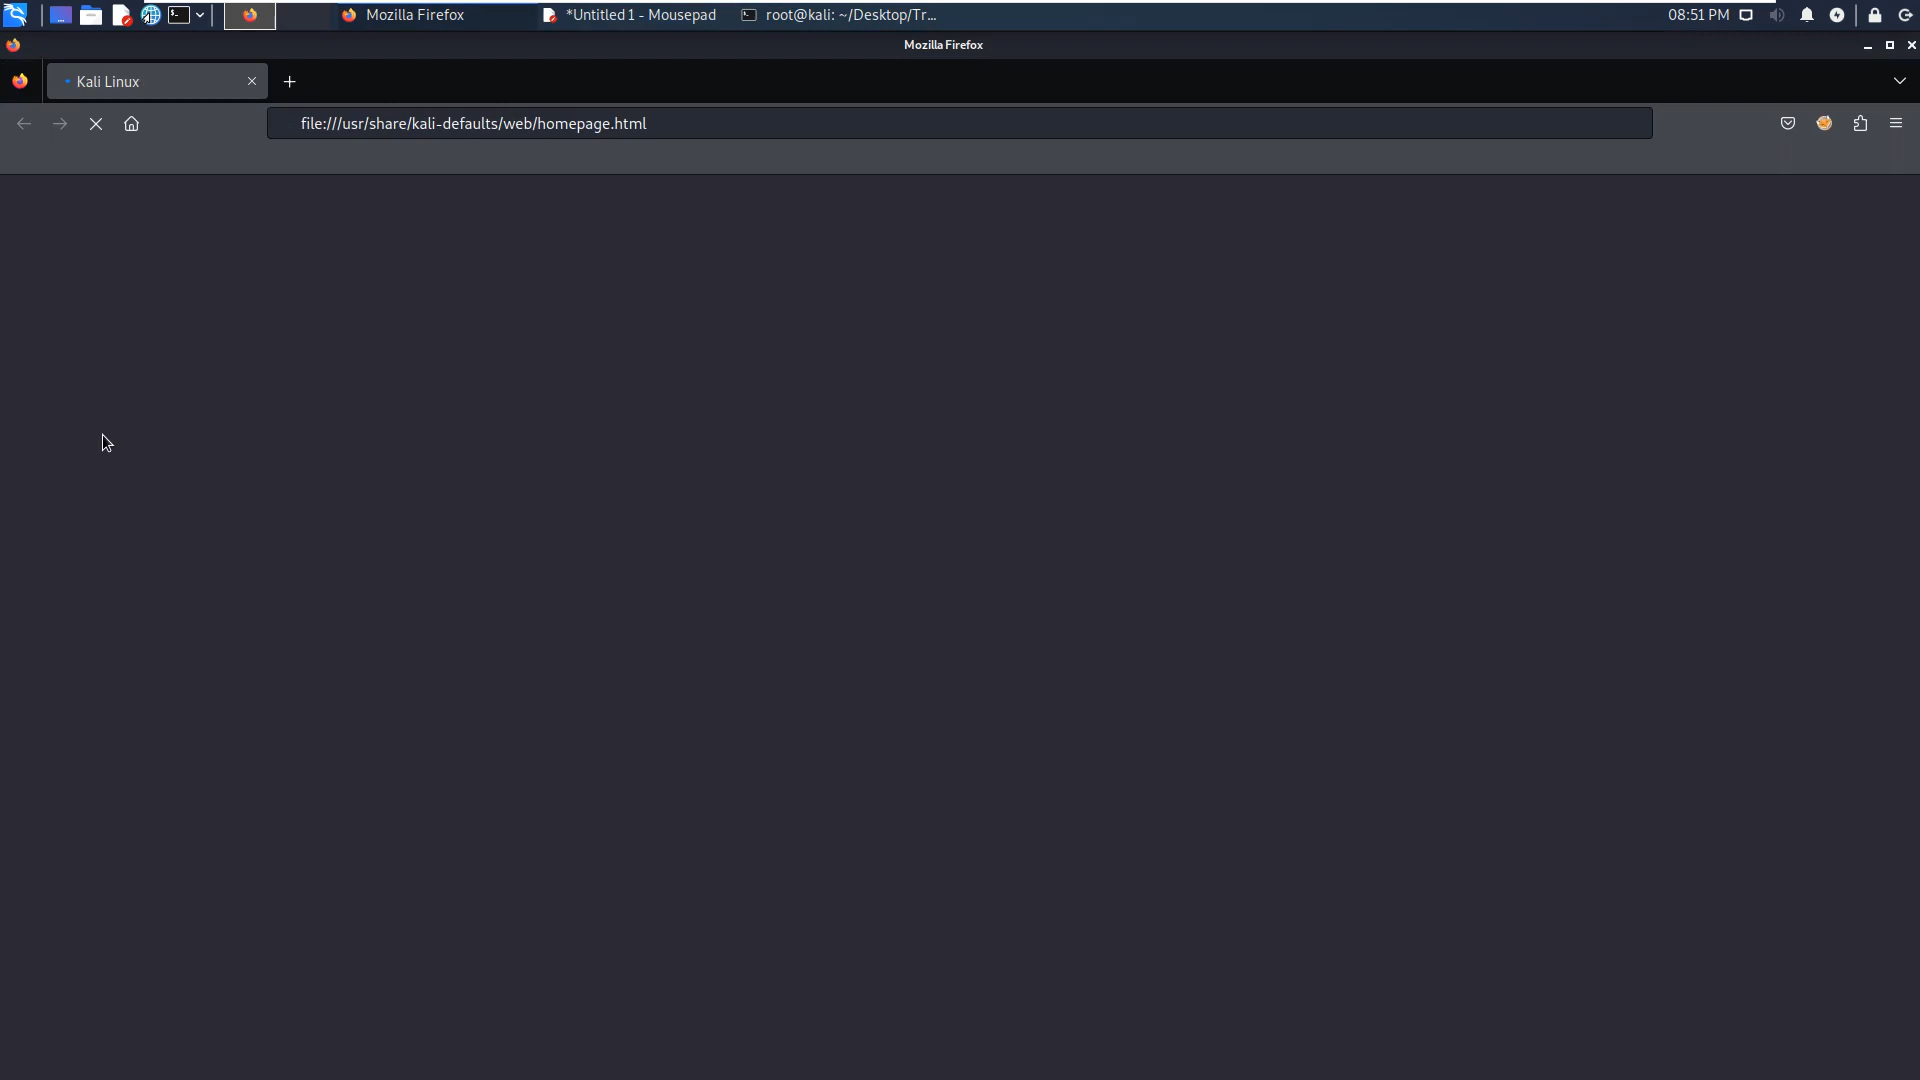 Mozilla Firefox
*Untitled 1 - Mousepad
root@kali: ~/Desktop/Tr...
08:51 PM
Mozilla Firefox
Kali Linux
file:///usr/share/kali-defaults/web/homepage.html